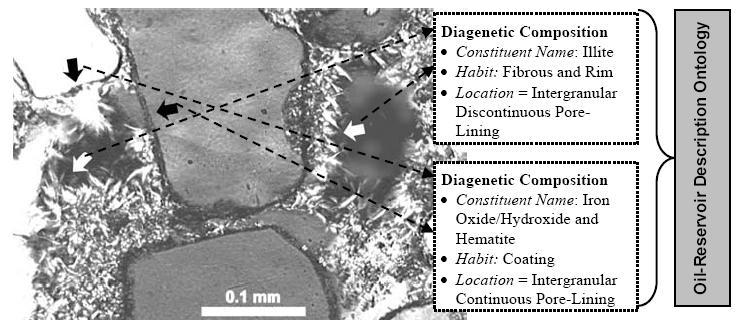 Diagenetic Composition
• Constituent Name: Illite
• Habit: Fibrous and Rim
• Location = Intergranular
Discontinuous Pore-
Lining
Diagenetic Composition
• Constituent Name: Iron
Oxide/Hydroxide and
Hematite
• Habit: Coating
• Location = Intergranular
Continuous Pore-Lining
Oil-Reservoir Description Ontology
0.1 mm